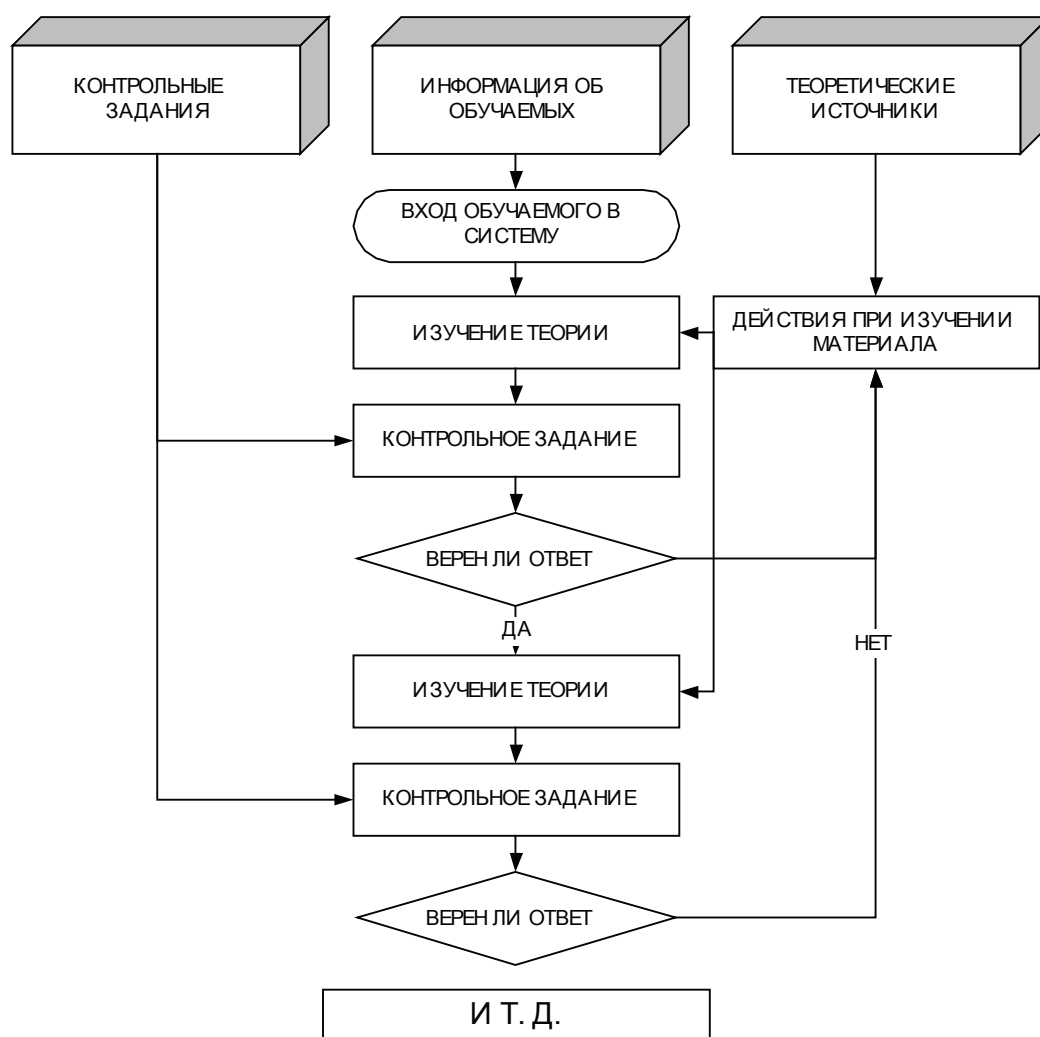 КОНТРОЛЬНЫЕ
ЗАДАНИЯ
ИНФОРМАЦИЯ ОБ
ОБУЧАЕМЫХ
ТЕОРЕТИЧЕСКИЕ
ИСТОЧНИКИ
ВХОД ОБУЧАЕМОГО В
СИСТЕМУ
ИЗУЧЕНИЕ ТЕОРИИ
ДЕЙСТВИЯ ПРИ ИЗУЧЕНИИ
МАТЕРИАЛА
КОНТРОЛЬНОЕ ЗАДАНИЕ
ВЕРЕН ЛИ ОТВЕТ
ДА
НЕТ
ИЗУЧЕНИЕ ТЕОРИИ
КОНТРОЛЬНОЕ ЗАДАНИЕ
ВЕРЕН ЛИ ОТВЕТ
И Т. Д.